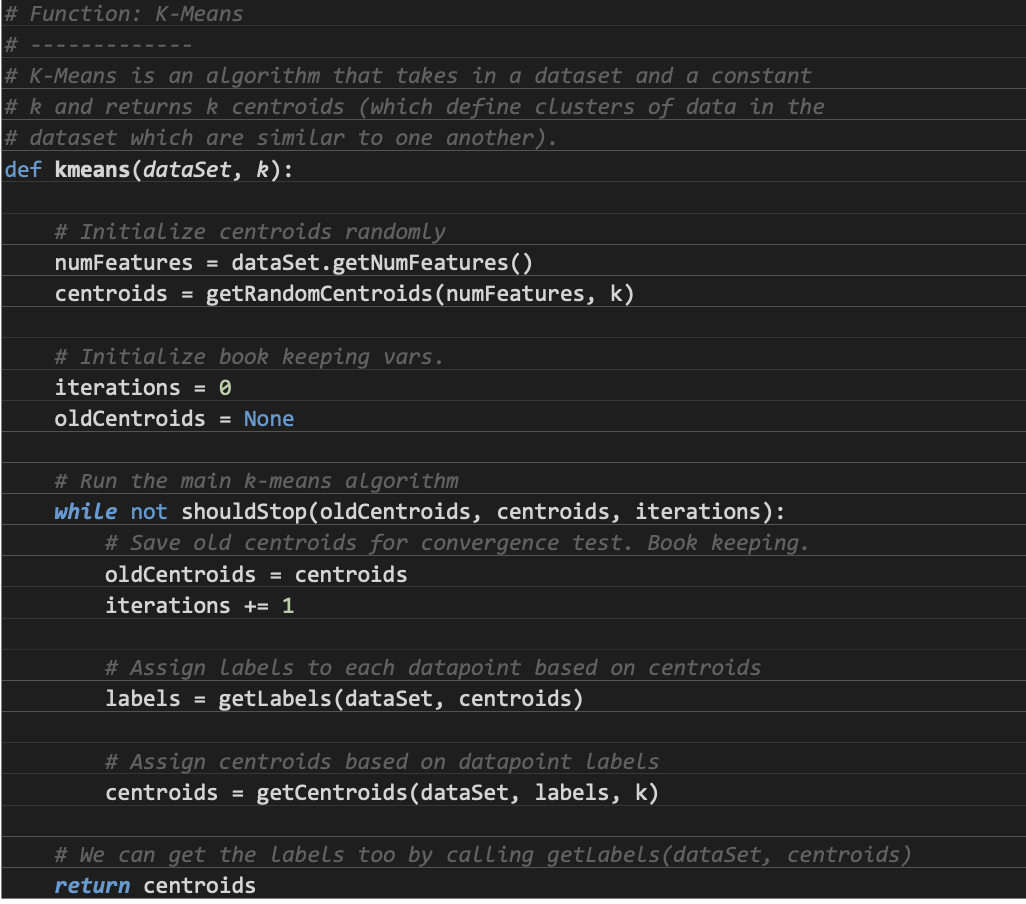 # Function: K-Means
# -------------
# K-Means is an algorithm that takes in a dataset and a constant
# k and returns k centroids (which define clusters of data in the
# dataset which are similar to one another).
def kmeans(dataSet, k):

    # Initialize centroids randomly
    numFeatures = dataSet.getNumFeatures()
    centroids = getRandomCentroids(numFeatures, k)

    # Initialize book keeping vars.
    iterations = 0
    oldCentroids = None

    # Run the main k-means algorithm
    while not shouldStop(oldCentroids, centroids, iterations):
        # Save old centroids for convergence test. Book keeping.
        oldCentroids = centroids
        iterations += 1

        # Assign labels to each datapoint based on centroids
        labels = getLabels(dataSet, centroids)

        # Assign centroids based on datapoint labels
        centroids = getCentroids(dataSet, labels, k)

    # We can get the labels too by calling getLabels(dataSet, centroids)
    return centroids